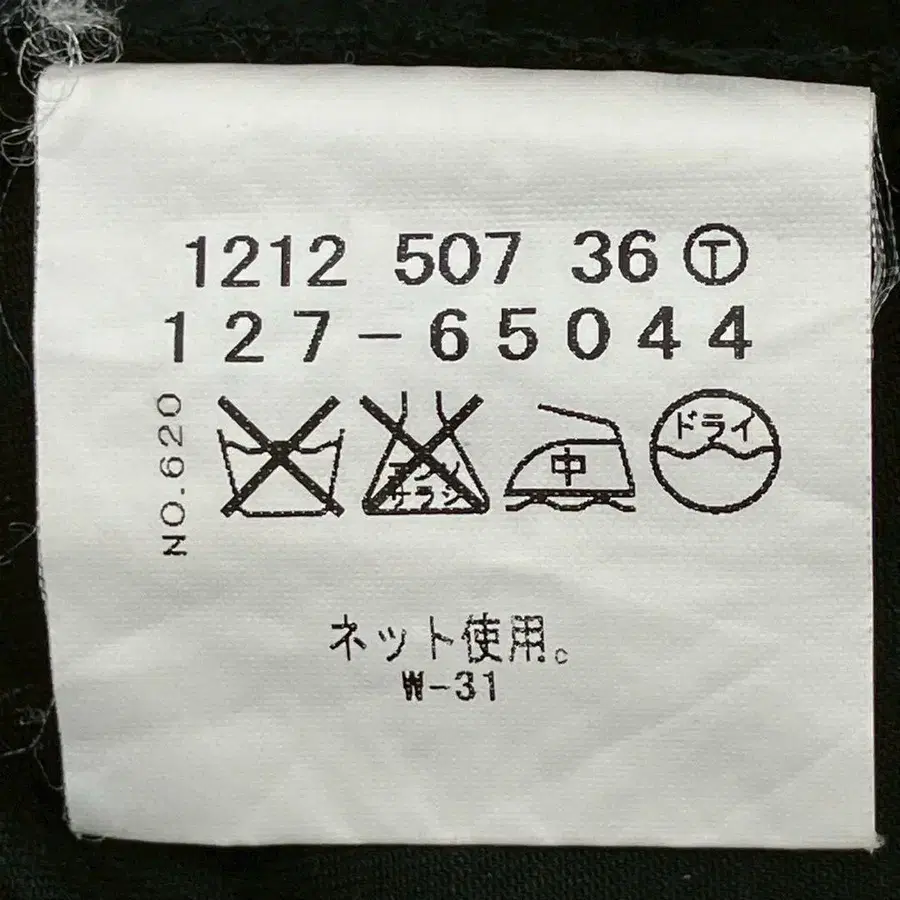 1212 507 36 Ⓣ
127-65044
NO.620
エンソ
サラシ
中
ドライ
ネット使用。
W-31